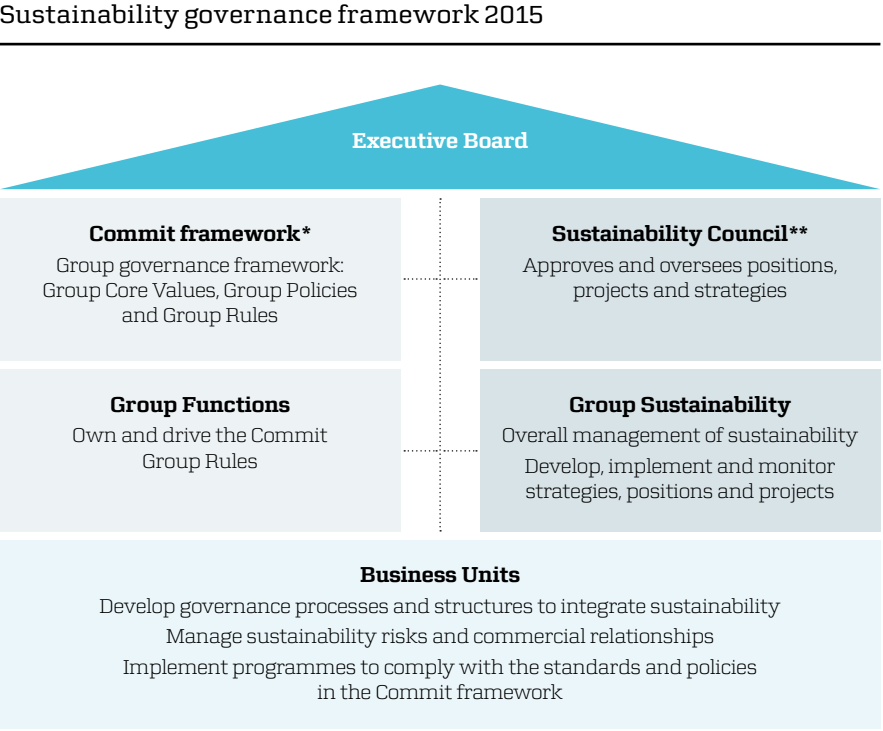 Sustainability governance framework 2015
Executive Board
Commit framework*
Group governance framework:
Group Core Values, Group Policies
and Group Rules
Sustainability Council**
Approves and oversees positions,
projects and strategies
Group Functions
Own and drive the Commit
Group Rules
Group Sustainability
Overall management of sustainability
Develop, implement and monitor
strategies, positions and projects
Business Units
Develop governance processes and structures to integrate sustainability
Manage sustainability risks and commercial relationships
Implement programmes to comply with the standards and policies
in the Commit framework